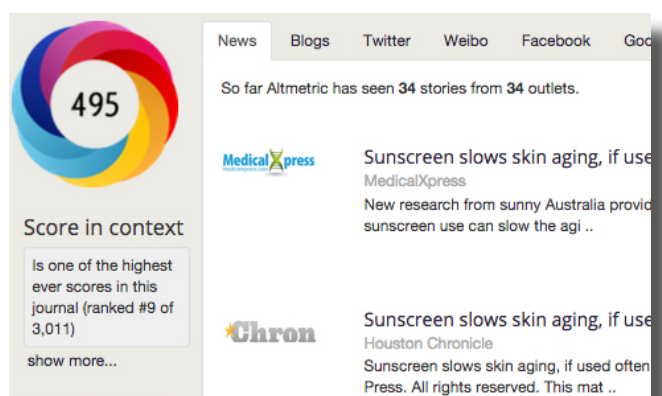 495
Score in context
Is one of the highest
ever scores in this
journal (ranked #9 of
3,011)
show more...
News Blogs Twitter Weibo Facebook Goo
So far Altmetric has seen 34 stories from 34 outlets.
Medical Xpress
medicalxpress.com
Sunscreen slows skin aging, if use
MedicalXpress
New research from sunny Australia provid
sunscreen use can slow the agi ..
Chron
Sunscreen slows skin aging, if use
Houston Chronicle
Sunscreen slows skin aging, if used often
Press. All rights reserved. This mat ..